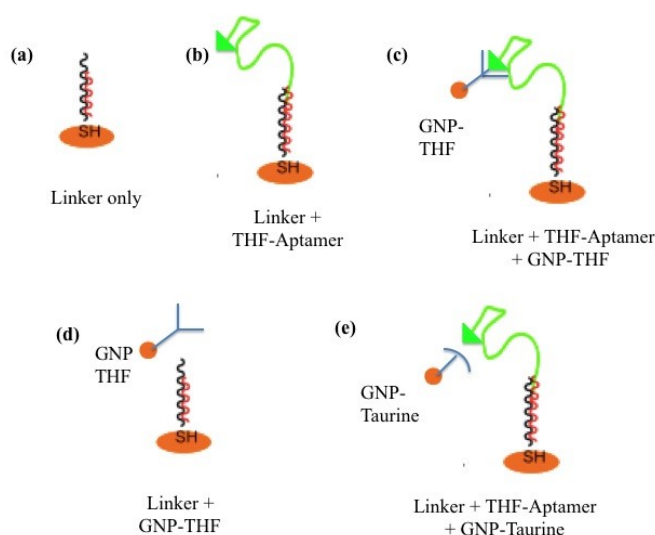 (a)
SH
Linker only
(b)
SH
Linker +
THF-Aptamer
(c)
GNP-
THF
SH
Linker + THF-Aptamer
+ GNP-THF
(d)
GNP
THF
SH
Linker +
GNP-THF
(e)
GNP-
Taurine
SH
Linker + THF-Aptamer
+ GNP-Taurine